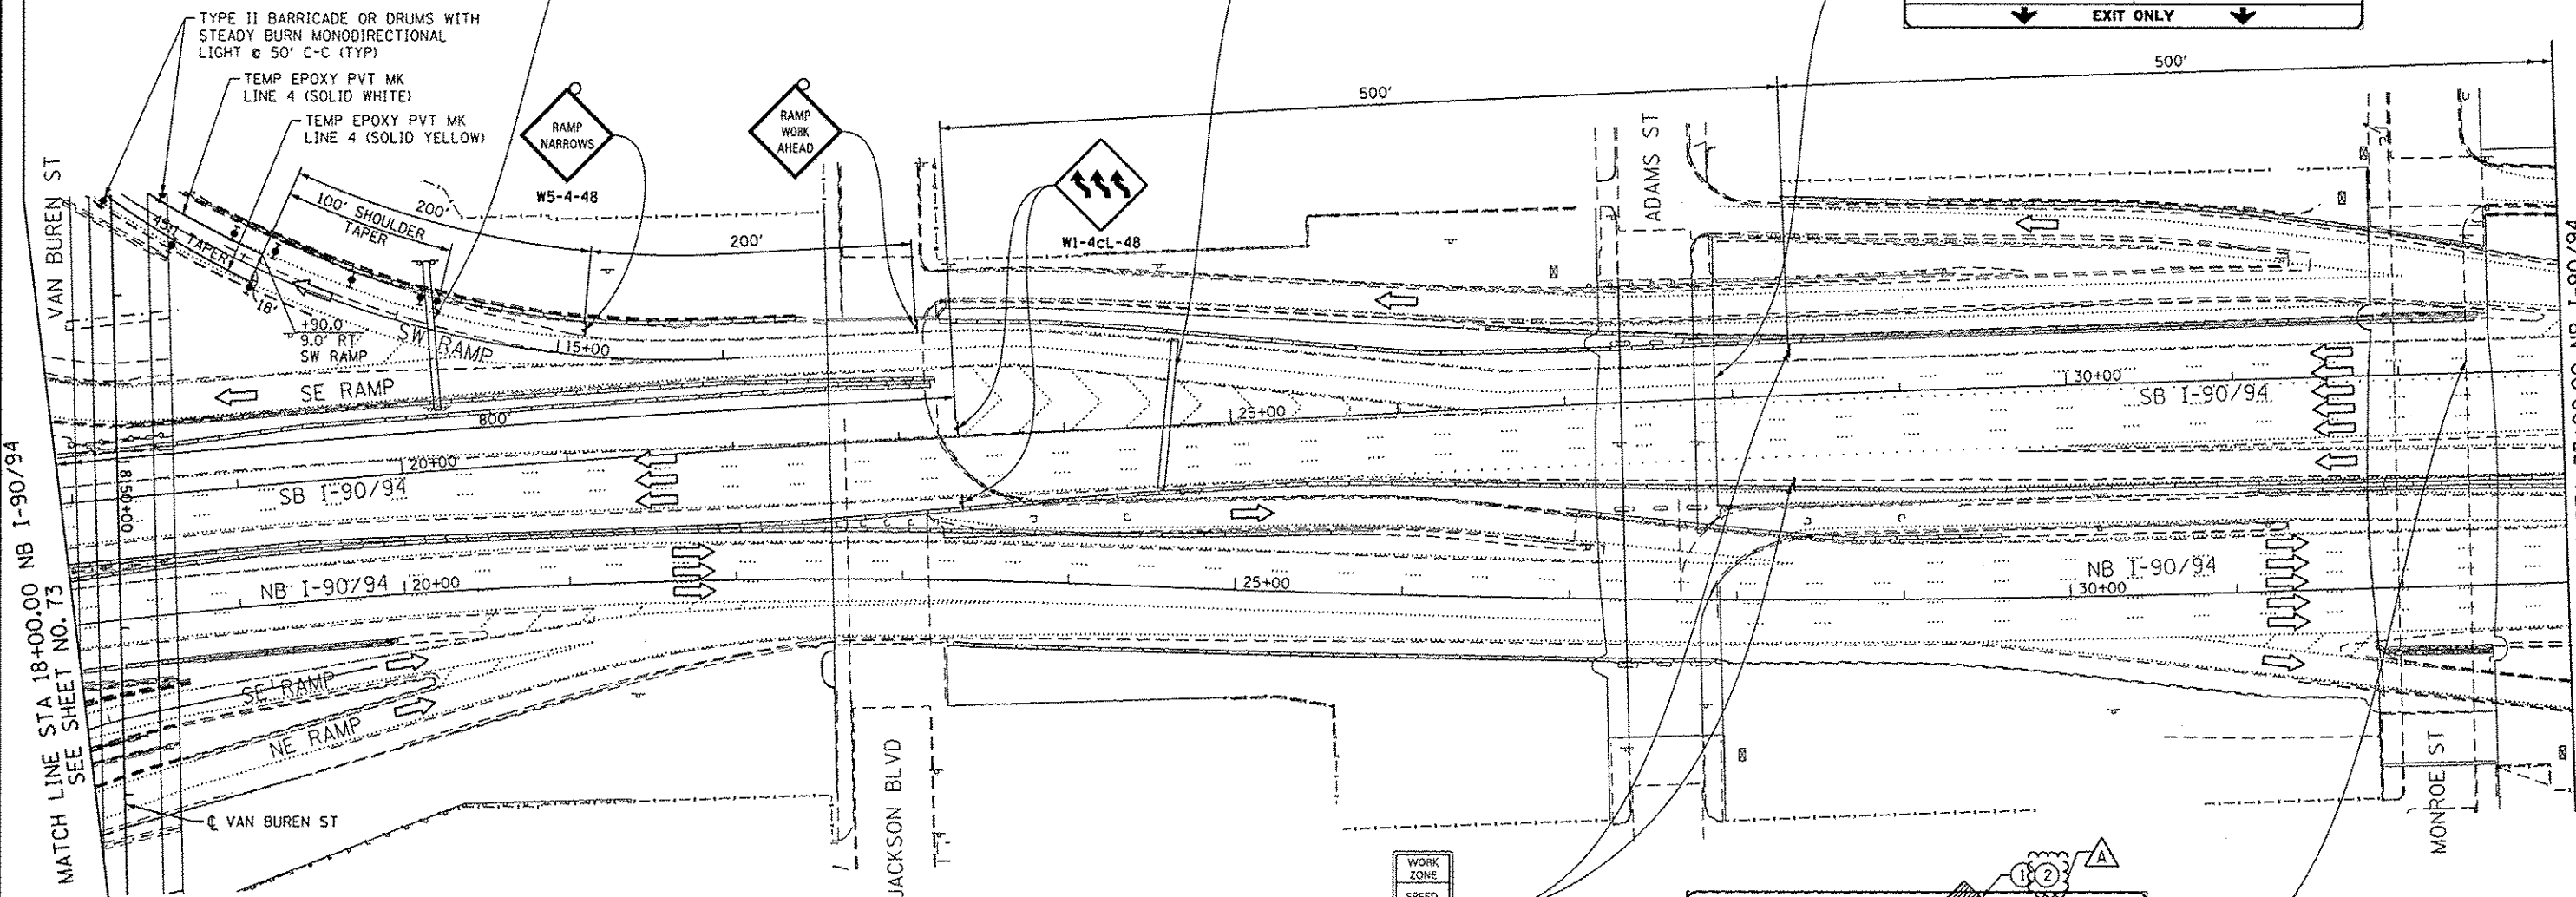 TYPE II BARRICADE OR DRUMS WITH
STEADY BURN MONODIRECTIONAL
LIGHT @ 50' C-C (TYP)
TEMP EPOXY PVT MK
LINE 4 (SOLID WHITE)
TEMP EPOXY PVT MK
LINE 4 (SOLID YELLOW)
RAMP
NARROWS
W5-4-48
RAMP
WORK
AHEAD
W1-4cL-48
EXIT ONLY
500'
500'
VAN BUREN ST
ADAMS ST
200'
100' SHOULDER
TAPER
200'
TAPER
18'
+90.0'
9.0' RT
SW RAMP
SW RAMP
15+00
SE RAMP
800'
25+00
30+00
SB I-90/94
NB I-90/94
20+00
SB I-90/94
8150+00
NB I-90/94
20+00
25+00
NB I-90/94
30+00
SE RAMP
NE RAMP
MATCH LINE STA 18+00.00 NB I-90/94
SEE SHEET NO. 73
℄ VAN BUREN ST
JACKSON BLVD
MONROE ST
WORK
ZONE
SPEED
1
2
A